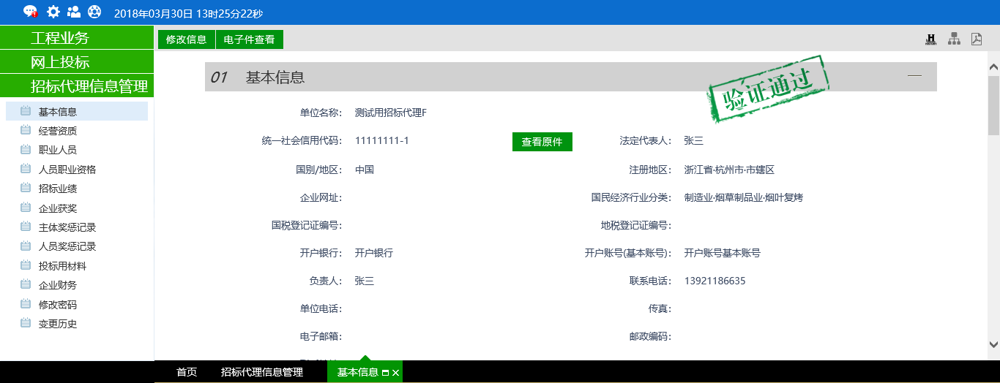 2018年03月30日 13时25分22秒
工程业务
网上投标
招标代理信息管理
基本信息
经营资质
职业人员
人员职业资格
招标业绩
企业获奖
主体奖惩记录
人员奖惩记录
投标用材料
企业财务
修改密码
变更历史
修改信息 电子件查看
H
01 基本信息
验证通过
单位名称: 测试用招标代理F
统一社会信用代码: 11111111-1 查看原件 法定代表人: 张三
国别/地区: 中国 注册地区: 浙江省·杭州市·市辖区
企业网址: 国民经济行业分类: 制造业·烟草制品业·烟叶复烤
国税登记证编号: 地税登记证编号:
开户银行: 开户银行 开户账号(基本账号): 开户账号基本账号
负责人: 张三 联系电话: 13921186635
单位电话: 传真:
电子邮箱: 邮政编码:
首页 招标代理信息管理 基本信息